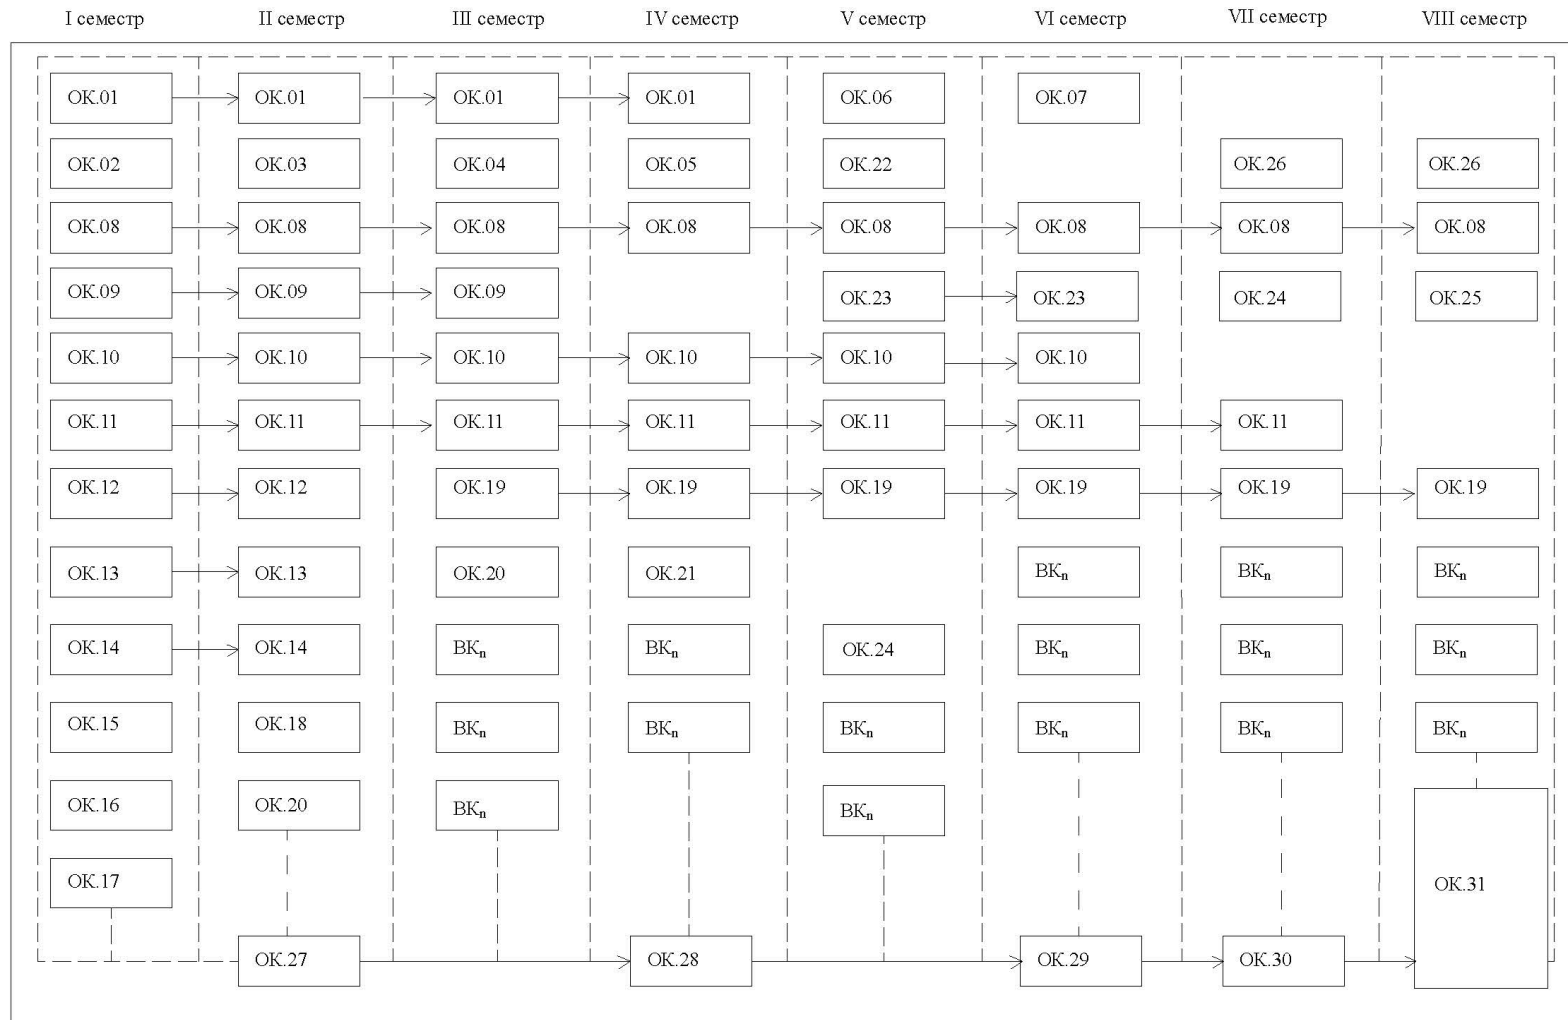 I семестр II семестр III семестр IV семестр V семестр VI семестр VII семестр VIII семестр
ОК.01 ОК.01 ОК.01 ОК.01 ОК.06 ОК.07
ОК.02 ОК.03 ОК.04 ОК.05 ОК.22 ОК.26 ОК.26
ОК.08 ОК.08 ОК.08 ОК.08 ОК.08 ОК.08 ОК.08 ОК.08
ОК.09 ОК.09 ОК.09 ОК.23 ОК.23 ОК.24 ОК.25
ОК.10 ОК.10 ОК.10 ОК.10 ОК.10 ОК.10
ОК.11 ОК.11 ОК.11 ОК.11 ОК.11 ОК.11 ОК.11
ОК.12 ОК.12 ОК.19 ОК.19 ОК.19 ОК.19 ОК.19 ОК.19
ОК.13 ОК.13 ОК.20 ОК.21 ВКn ВКn ВКn
ОК.14 ОК.14 ВКn ВКn ОК.24 ВКn ВКn ВКn
ОК.15 ОК.18 ВКn ВКn ВКn ВКn ВКn ВКn
ОК.16 ОК.20 ВКn ВКn
ОК.17 ОК.31
ОК.27 ОК.28 ОК.29 ОК.30